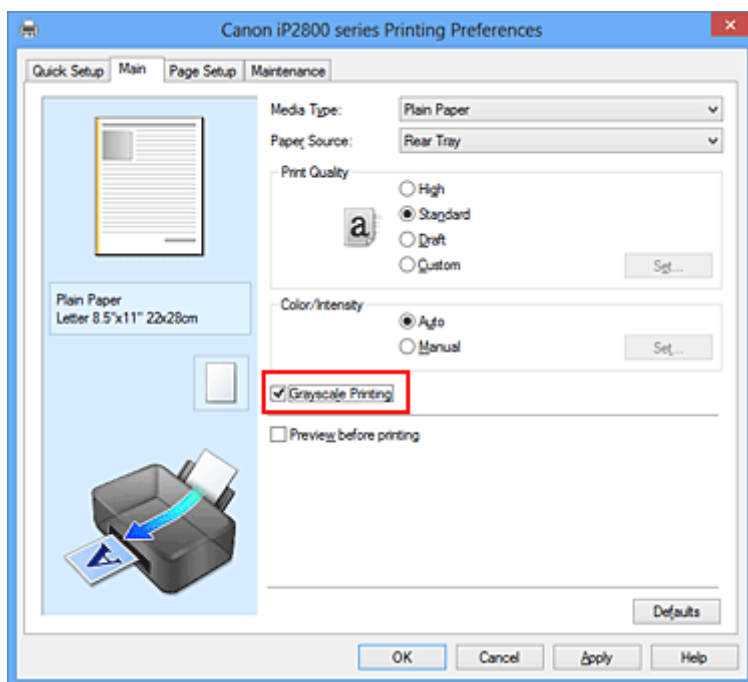 Canon iP2800 series Printing Preferences
Quick Setup Main Page Setup Maintenance
Media Type: Plain Paper
Paper Source: Rear Tray
Print Quality
High
a Standard
Draft
Custom Set...
Plain Paper
Letter 8.5"x11" 22x28cm
Color/Intensity
Auto
Manual Set...
Grayscale Printing
Preview before printing
A
Defaults
OK Cancel Apply Help